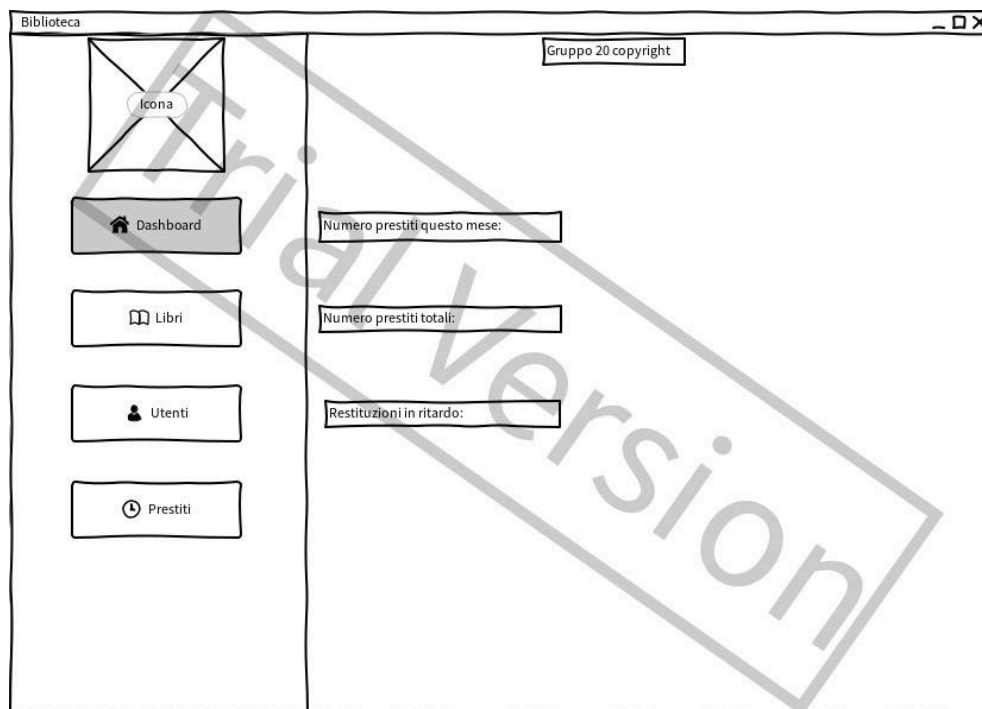 Biblioteca
Icona
Gruppo 20 copyright
Dashboard
Numero prestiti questo mese:
Libri
Numero prestiti totali:
Utenti
Restituzioni in ritardo:
Prestiti
Trial Version